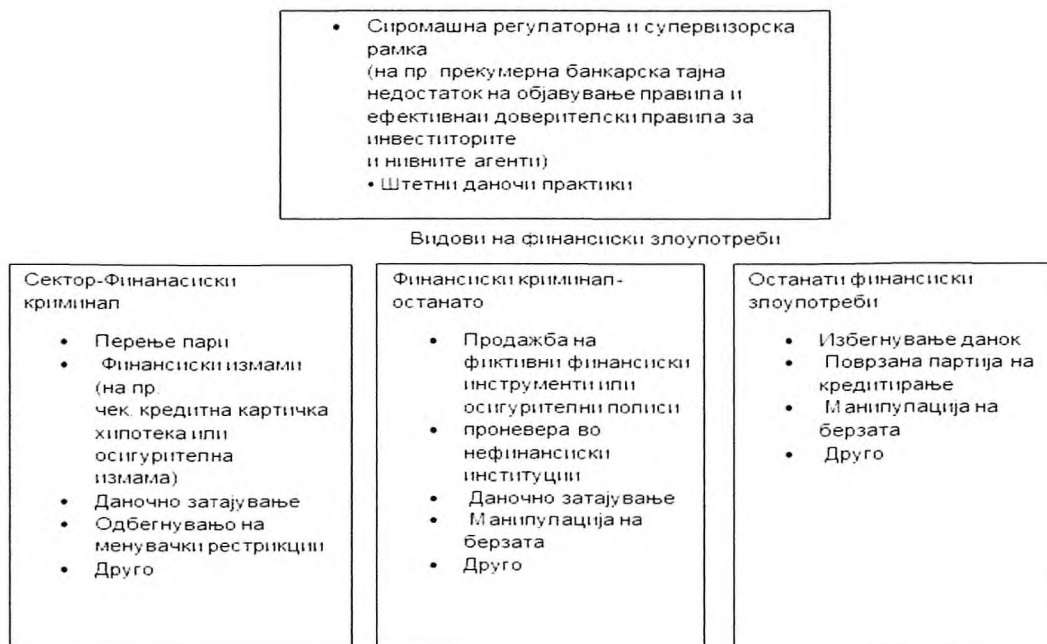 • Сиромашна регулаторна и супервизорска
рамка
(на пр. прекумерна банкарска тајна
недостаток на објавување правила и
ефективнаи доверителски правила за
инвеститорите
и нивните агенти)
• Штетни даночи практики
Видови на финансиски злоупотреби
Сектор-Финанасиски
криминал
• Перење пари
• Финансиски измами
(на пр.
чек. кредитна картичка
хипотека или
осигурителна
измама)
• Даночно затајување
• Одбегнувањо на
менувачки рестрикции
• Друго
Финансиски криминал-
останато
• Продажба на
фиктивни финансиски
инструменти или
осигурителни полиси
• проневера во
нефинансиски
институции
• Даночно затајување
• Манипулација на
берзата
• Друго
Останати финансиски
злоупотреби
• Избегнување данок
• Поврзана партија на
кредитирање
• Манипулација на
берзата
• Друго